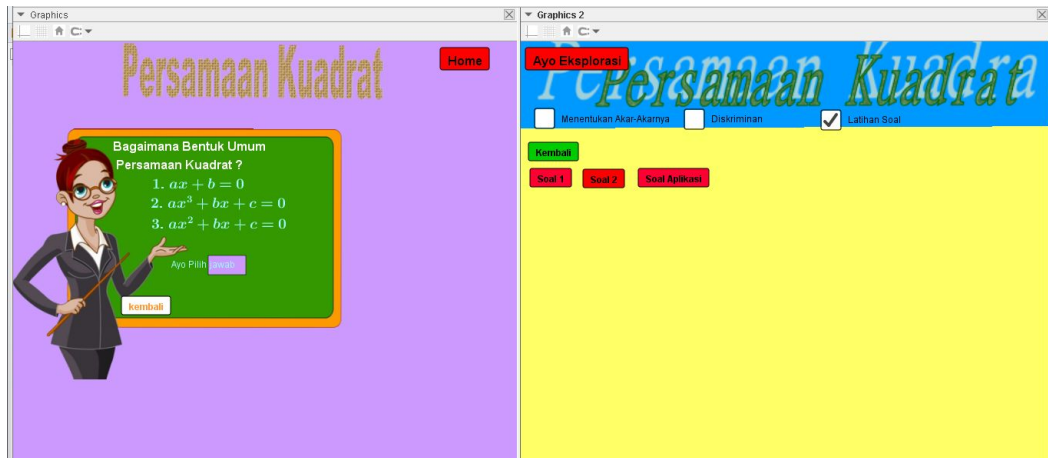 Graphics
Persamaan Kuadrat
Home
Bagaimana Bentuk Umum
Persamaan Kuadrat ?
1. ax + b = 0
2. ax³ + bx + c = 0
3. ax² + bx + c = 0
Ayo Pilih jawab
kembali
Graphics 2
Ayo Eksplorasi
Persamaan Kuadrat
Persamaan Kuadrat
Menentukan Akar-Akarnya
Diskriminan
Latihan Soal
Kembali
Soal 1
Soal 2
Soal Aplikasi